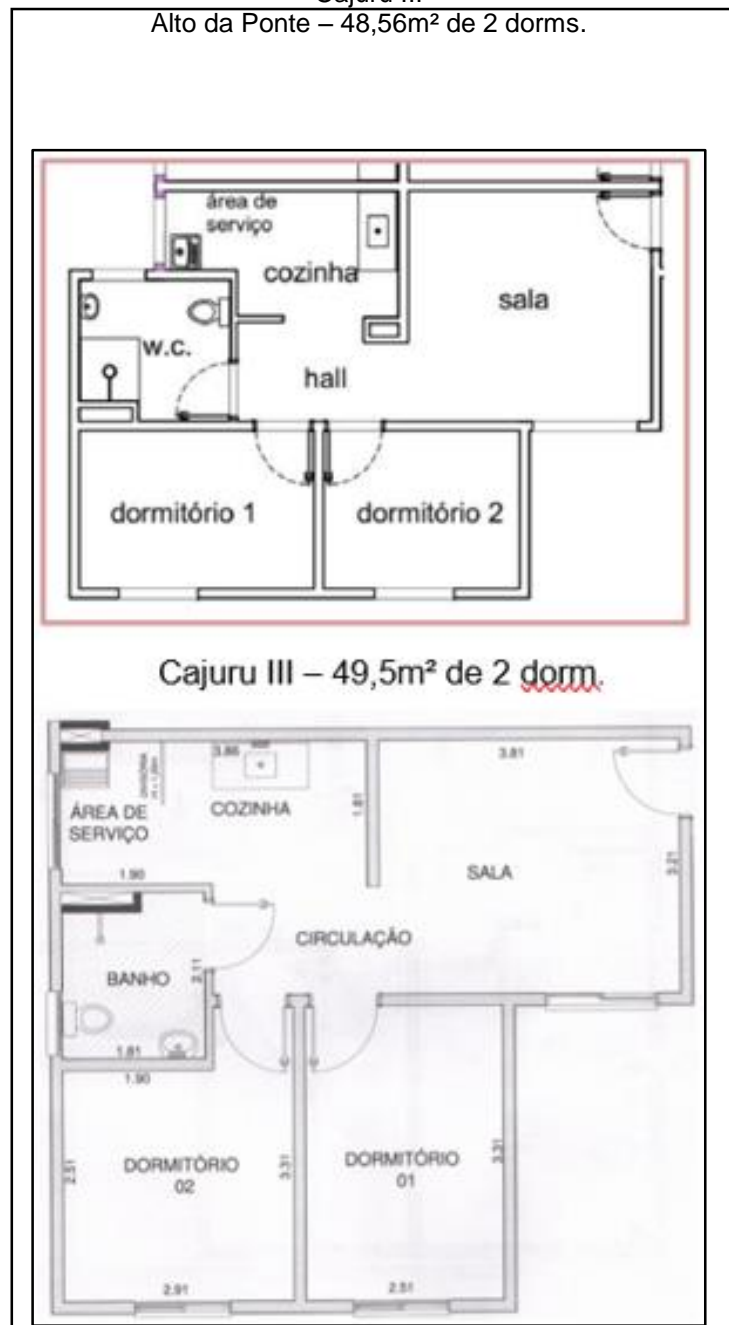 Cajuru III
Alto da Ponte – 48,56m² de 2 dorms.
área de
serviço
cozinha
sala
w.c.
hall
dormitório 1
dormitório 2
Cajuru III – 49,5m² de 2 dorm.
3.86
3.81
ÁREA DE
SERVIÇO
COZINHA
1.81
1.90
SALA
3.21
CIRCULAÇÃO
BANHO
2.11
1.81
1.90
DORMITÓRIO
02
2.51
3.31
DORMITÓRIO
01
3.31
2.91
2.51